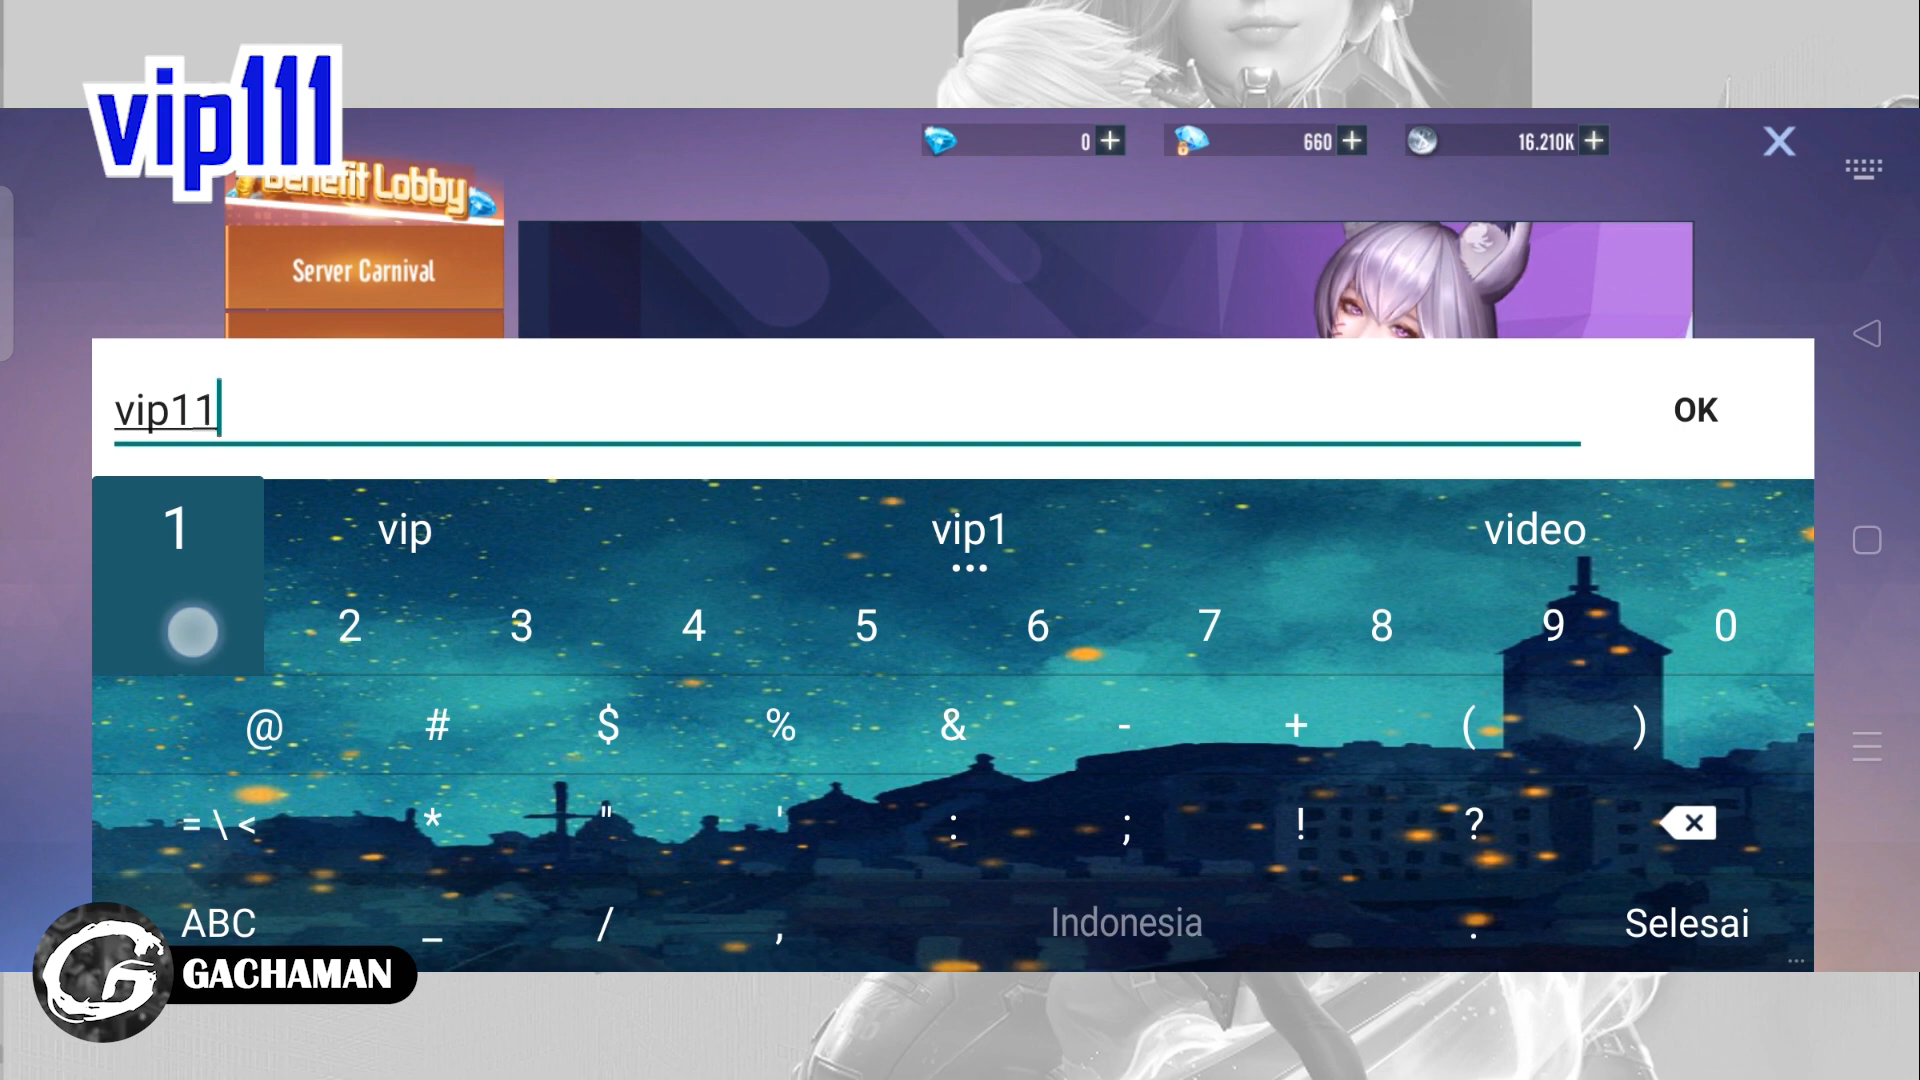 vip111
0 +
660 +
16.210K +
X
Benefit Lobby
Server Carnival
vip11
OK
1
vip
vip1
video
2 3 4 5 6 7 8 9 0
@ # $ % & - + ( )
= \ < * " ' : ; ! ?
ABC _ / , Indonesia . Selesai
G GACHAMAN